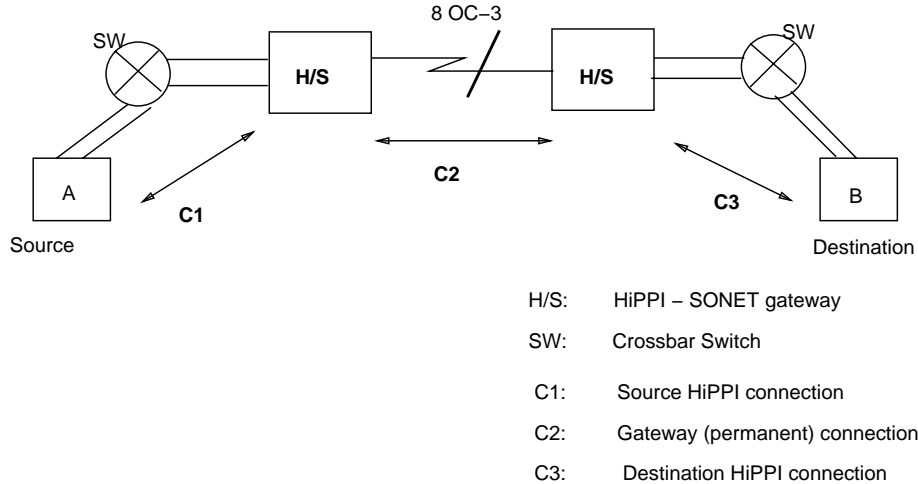 8 OC−3
SW
SW
H/S
H/S
C2
A
C1
C3
B
Source
Destination
H/S: HiPPI − SONET gateway
SW: Crossbar Switch
C1: Source HiPPI connection
C2: Gateway (permanent) connection
C3: Destination HiPPI connection